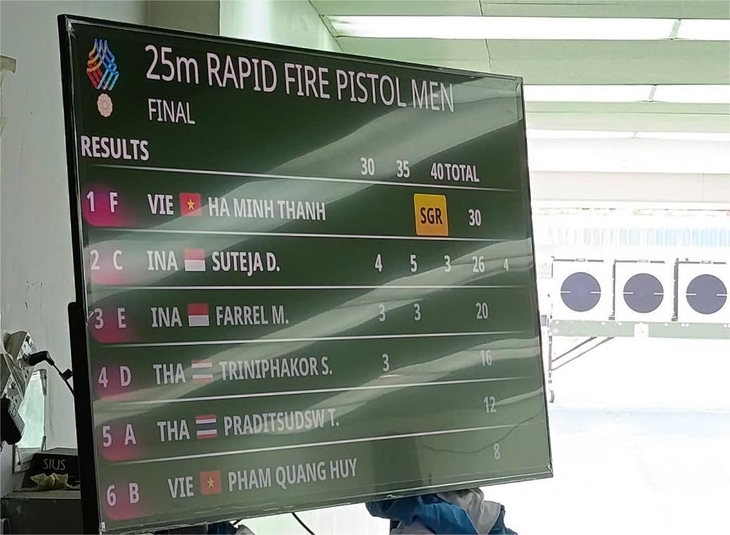 25m RAPID FIRE PISTOL MEN
FINAL
RESULTS
30 35 40 TOTAL
1 F VIE HA MINH THANH SGR 30
2 C INA SUTEJA D. 4 5 3 26 4
3 E INA FARREL M. 3 3 20
4 D THA TRINIPHAKOR S. 3 16
5 A THA PRADITSUDSW T. 12
6 B VIE PHAM QUANG HUY 8
SIUS